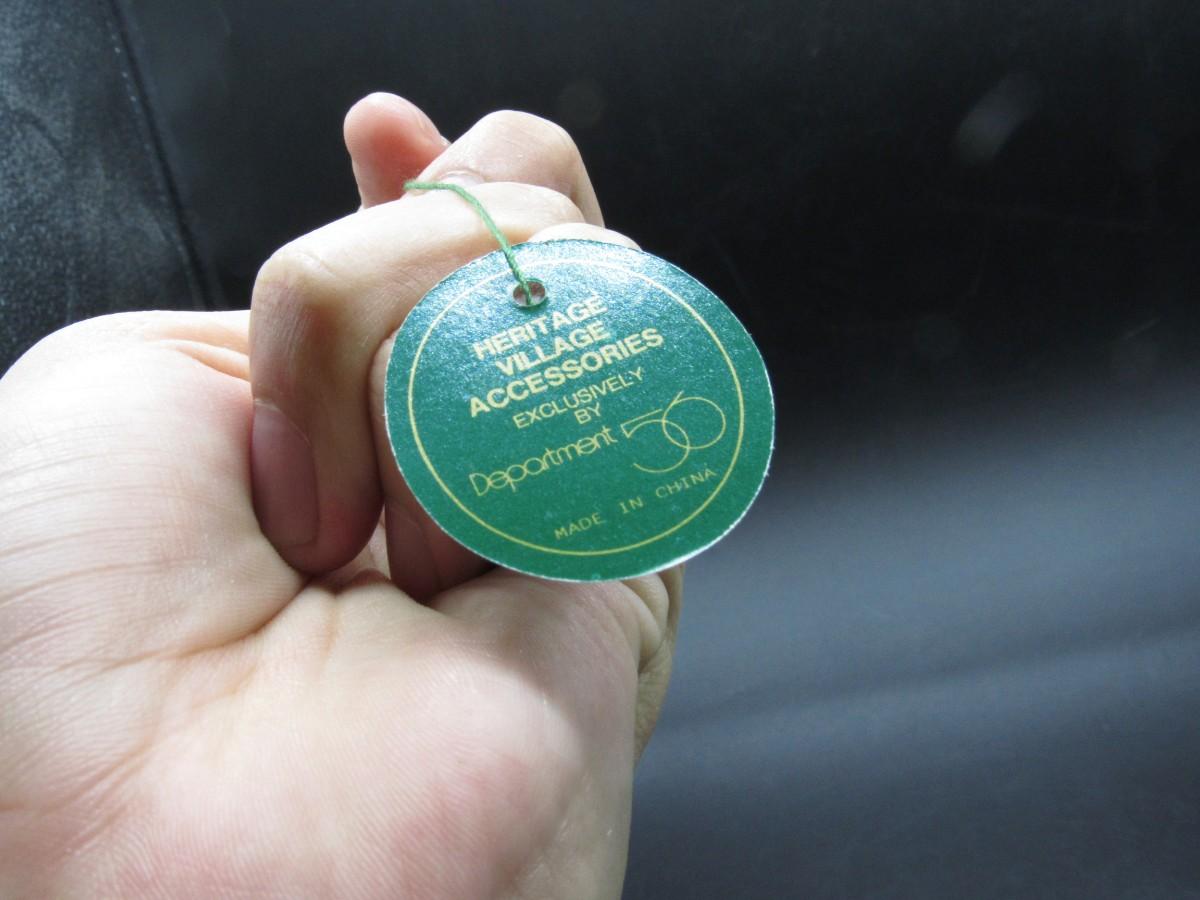 HERITAGE
VILLAGE
ACCESSORIES
EXCLUSIVELY
BY
Department 56
MADE IN CHINA